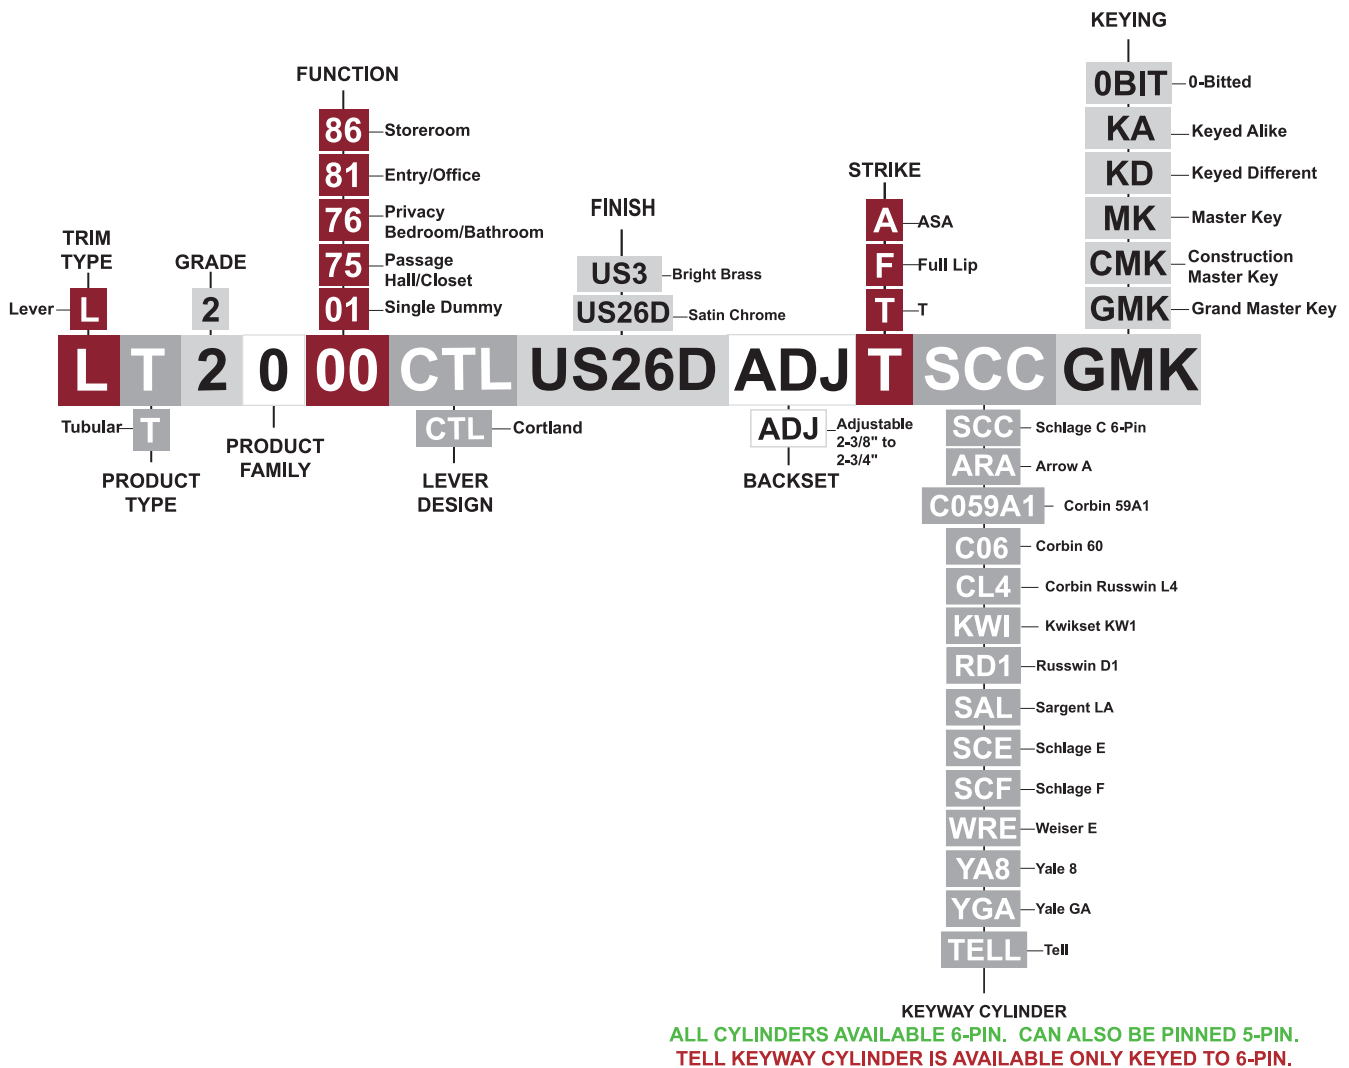 KEYING
0BIT 0-Bitted
KA Keyed Alike
KD Keyed Different
MK Master Key
CMK Construction
Master Key
GMK Grand Master Key
FUNCTION
86 Storeroom
81 Entry/Office
76 Privacy
Bedroom/Bathroom
75 Passage
Hall/Closet
01 Single Dummy
STRIKE
A ASA
F Full Lip
T T
FINISH
US3 Bright Brass
US26D Satin Chrome
TRIM
TYPE
Lever L
GRADE
2
L T 2 0 00 CTL US26D ADJ T SCC GMK
Tubular T
PRODUCT
TYPE
PRODUCT
FAMILY
CTL Cortland
LEVER
DESIGN
ADJ Adjustable
2-3/8" to
2-3/4"
BACKSET
SCC Schlage C 6-Pin
ARA Arrow A
C059A1 Corbin 59A1
C06 Corbin 60
CL4 Corbin Russwin L4
KWI Kwikset KW1
RD1 Russwin D1
SAL Sargent LA
SCE Schlage E
SCF Schlage F
WRE Weiser E
YA8 Yale 8
YGA Yale GA
TELL Tell
KEYWAY CYLINDER
ALL CYLINDERS AVAILABLE 6-PIN. CAN ALSO BE PINNED 5-PIN.
TELL KEYWAY CYLINDER IS AVAILABLE ONLY KEYED TO 6-PIN.